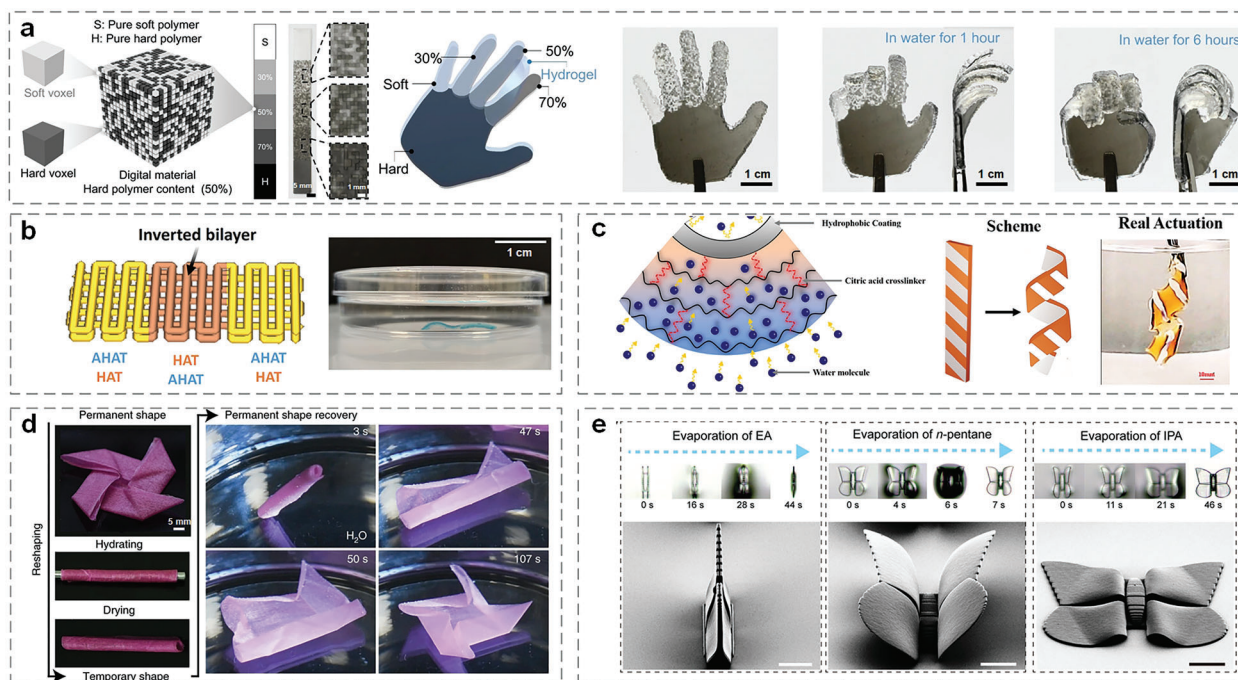 a
S: Pure soft polymer
H: Pure hard polymer
Soft voxel
Hard voxel
Digital material
Hard polymer content (50%)
S
30%
50%
70%
H
5 mm
1 mm
30%
50%
Hydrogel
Soft
70%
Hard
1 cm
In water for 1 hour
1 cm
In water for 6 hours
1 cm
b
Inverted bilayer
AHAT HAT AHAT
HAT AHAT HAT
1 cm
c
Hydrophobic Coating
Citric acid crosslinker
Water molecule
Scheme
Real Actuation
d
Permanent shape
Permanent shape recovery
5 mm
Reshaping
Hydrating
Drying
Temporary shape
3 s
H₂O
47 s
50 s
107 s
e
Evaporation of EA
0 s 16 s 28 s 44 s
Evaporation of n-pentane
0 s 4 s 6 s 7 s
Evaporation of IPA
0 s 11 s 21 s 46 s